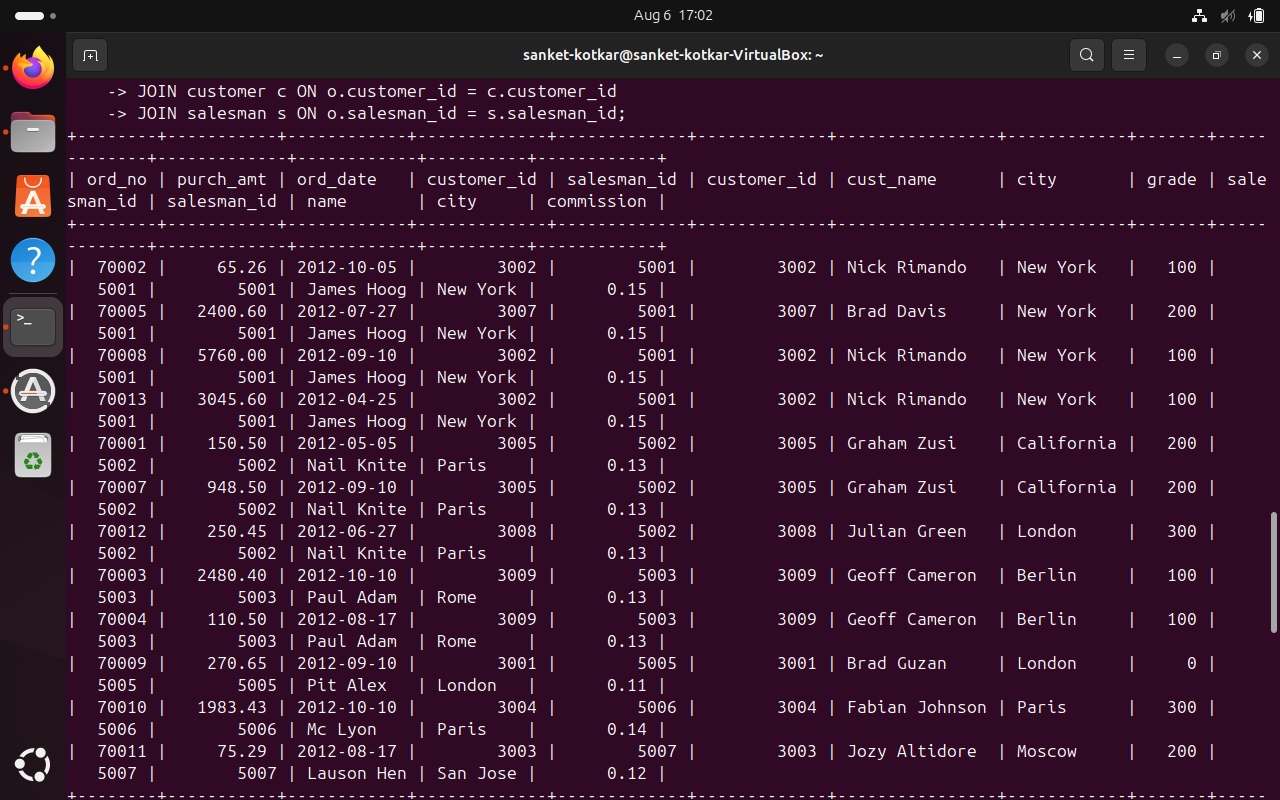 Aug 6 17:02
sanket-kotkar@sanket-kotkar-VirtualBox: ~
    -> JOIN customer c ON o.customer_id = c.customer_id
    -> JOIN salesman s ON o.salesman_id = s.salesman_id;
+--------+-----------+------------+-------------+-------------+-------------+---------------+------------+-------+-----
--------+-------------+------------+----------+------------+
| ord_no | purch_amt | ord_date   | customer_id | salesman_id | customer_id | cust_name      | city       | grade | sale
sman_id | salesman_id | name       | city     | commission |
+--------+-----------+------------+-------------+-------------+-------------+---------------+------------+-------+-----
--------+-------------+------------+----------+------------+
|  70002 |     65.26 | 2012-10-05 |        3002 |        5001 |        3002 | Nick Rimando   | New York   |   100 |
   5001 |        5001 | James Hoog | New York |       0.15 |
|  70005 |   2400.60 | 2012-07-27 |        3007 |        5001 |        3007 | Brad Davis     | New York   |   200 |
   5001 |        5001 | James Hoog | New York |       0.15 |
|  70008 |   5760.00 | 2012-09-10 |        3002 |        5001 |        3002 | Nick Rimando   | New York   |   100 |
   5001 |        5001 | James Hoog | New York |       0.15 |
|  70013 |   3045.60 | 2012-04-25 |        3002 |        5001 |        3002 | Nick Rimando   | New York   |   100 |
   5001 |        5001 | James Hoog | New York |       0.15 |
|  70001 |    150.50 | 2012-05-05 |        3005 |        5002 |        3005 | Graham Zusi    | California |   200 |
   5002 |        5002 | Nail Knite | Paris    |       0.13 |
|  70007 |    948.50 | 2012-09-10 |        3005 |        5002 |        3005 | Graham Zusi    | California |   200 |
   5002 |        5002 | Nail Knite | Paris    |       0.13 |
|  70012 |    250.45 | 2012-06-27 |        3008 |        5002 |        3008 | Julian Green   | London     |   300 |
   5002 |        5002 | Nail Knite | Paris    |       0.13 |
|  70003 |   2480.40 | 2012-10-10 |        3009 |        5003 |        3009 | Geoff Cameron  | Berlin     |   100 |
   5003 |        5003 | Paul Adam  | Rome     |       0.13 |
|  70004 |    110.50 | 2012-08-17 |        3009 |        5003 |        3009 | Geoff Cameron  | Berlin     |   100 |
   5003 |        5003 | Paul Adam  | Rome     |       0.13 |
|  70009 |    270.65 | 2012-09-10 |        3001 |        5005 |        3001 | Brad Guzan     | London     |     0 |
   5005 |        5005 | Pit Alex   | London   |       0.11 |
|  70010 |   1983.43 | 2012-10-10 |        3004 |        5006 |        3004 | Fabian Johnson | Paris      |   300 |
   5006 |        5006 | Mc Lyon    | Paris    |       0.14 |
|  70011 |     75.29 | 2012-08-17 |        3003 |        5007 |        3003 | Jozy Altidore  | Moscow     |   200 |
   5007 |        5007 | Lauson Hen | San Jose |       0.12 |
+--------+-----------+------------+-------------+-------------+-------------+----------------+------------+-------+-----